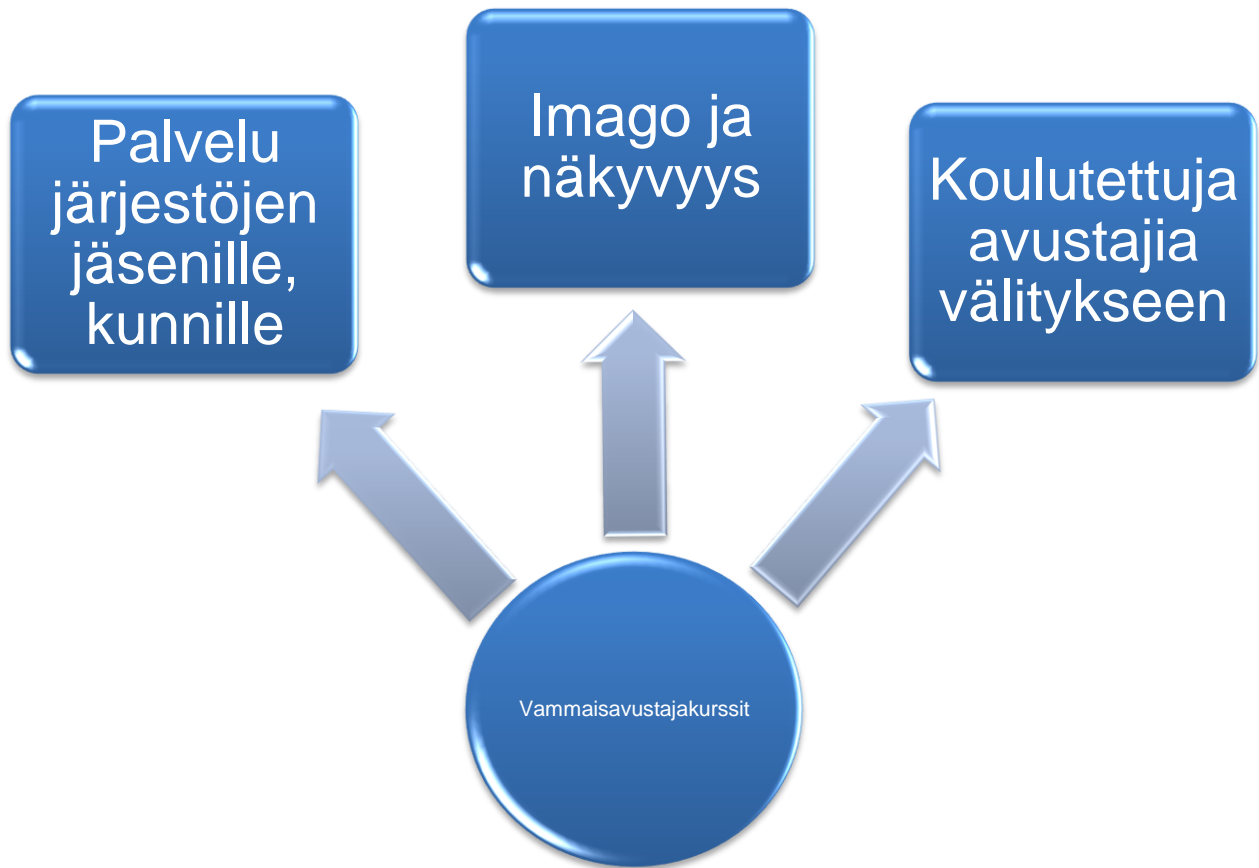 Palvelu
järjestöjen
jäsenille,
kunnille
Imago ja
näkyvyys
Koulutettuja
avustajia
välitykseen
Vammaisavustajakurssit